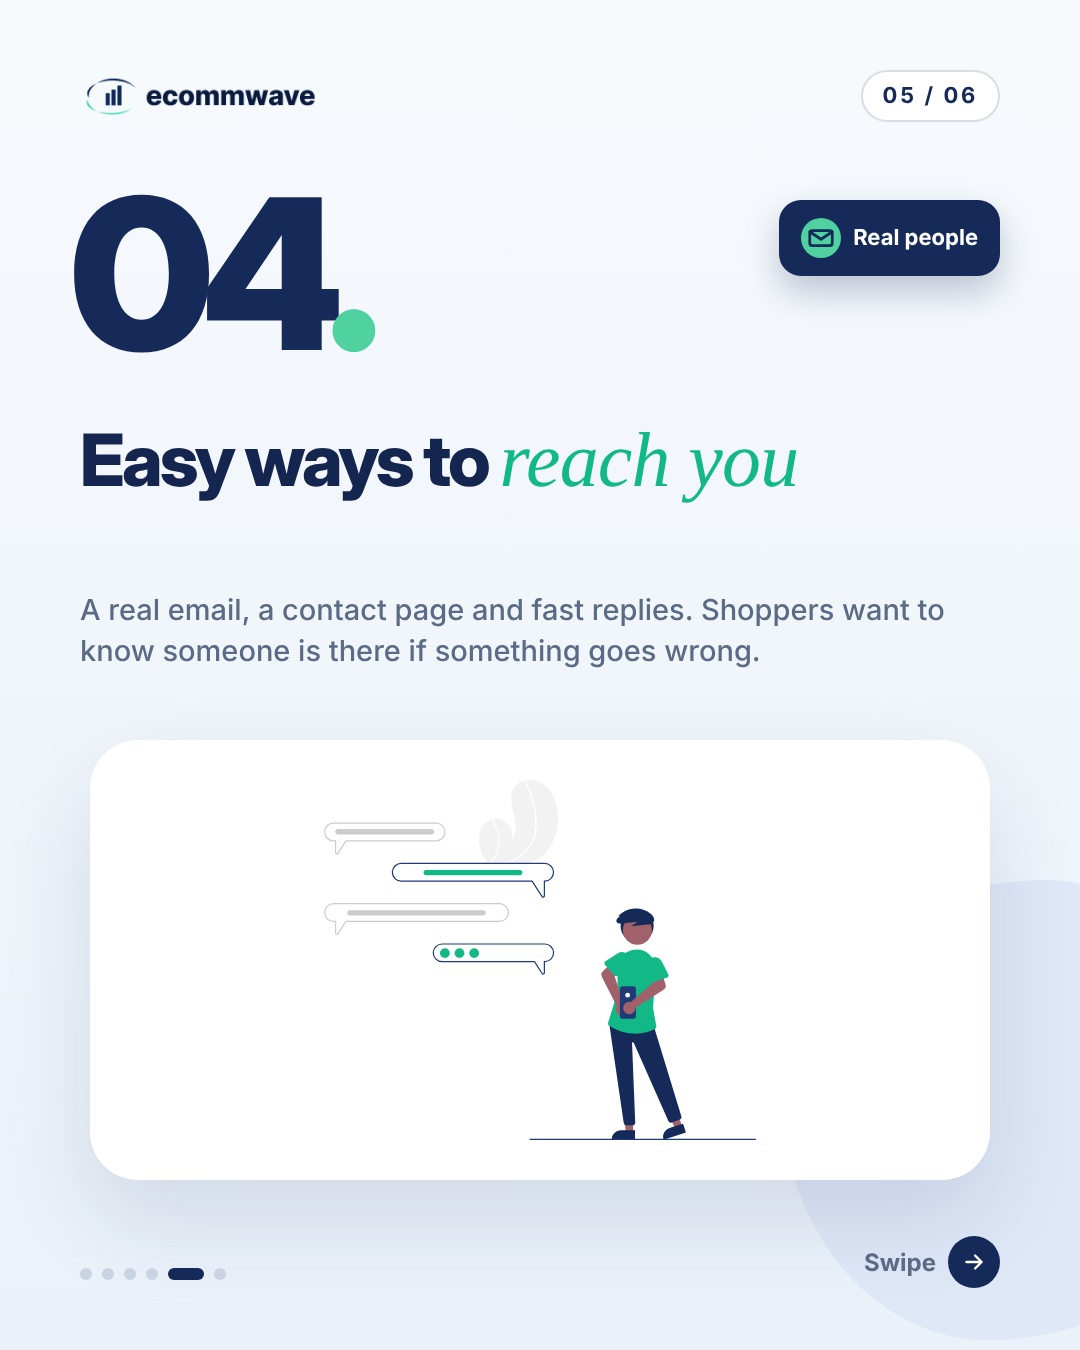 ecommwave
05 / 06
04.
Real people
Easy ways to reach you
A real email, a contact page and fast replies. Shoppers want to
know someone is there if something goes wrong.
Swipe